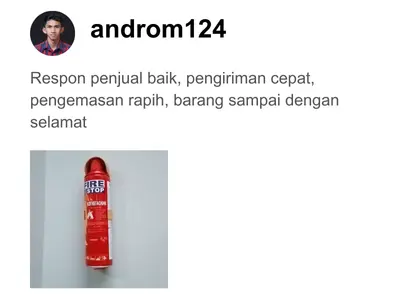 androm124
Respon penjual baik, pengiriman cepat,
pengemasan rapih, barang sampai dengan
selamat
FIRE
STOP